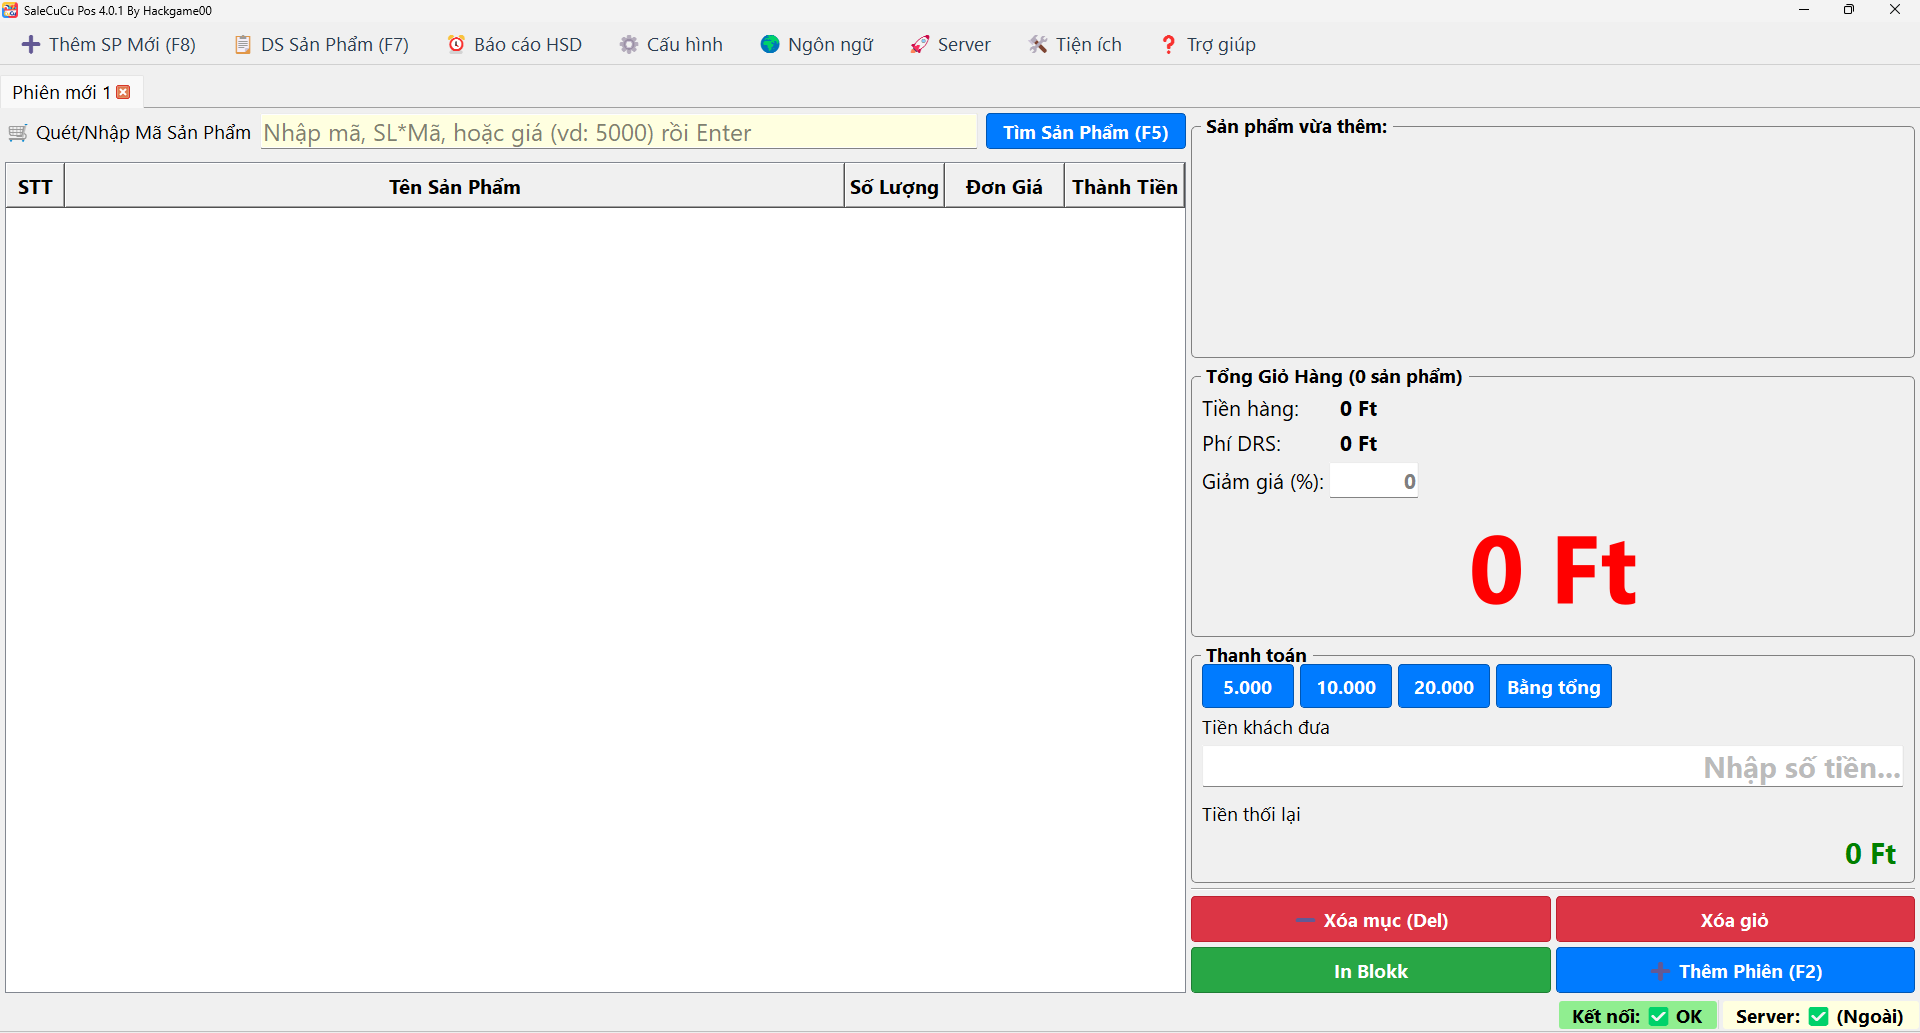 SaleCuCu Pos 4.0.1 By Hackgame00
Thêm SP Mới (F8) DS Sản Phẩm (F7) Báo cáo HSD Cấu hình Ngôn ngữ Server Tiện ích Trợ giúp
Phiên mới 1
Quét/Nhập Mã Sản Phẩm Nhập mã, SL*Mã, hoặc giá (vd: 5000) rồi Enter Tìm Sản Phẩm (F5)
STT Tên Sản Phẩm Số Lượng Đơn Giá Thành Tiền
Sản phẩm vừa thêm:
Tổng Giỏ Hàng (0 sản phẩm)
Tiền hàng: 0 Ft
Phí DRS: 0 Ft
Giảm giá (%): 0
0 Ft
Thanh toán
5.000 10.000 20.000 Bằng tổng
Tiền khách đưa
Nhập số tiền...
Tiền thối lại
0 Ft
Xóa mục (Del) Xóa giỏ
In Blokk Thêm Phiên (F2)
Kết nối: ✅ OK Server: ✅ (Ngoài)